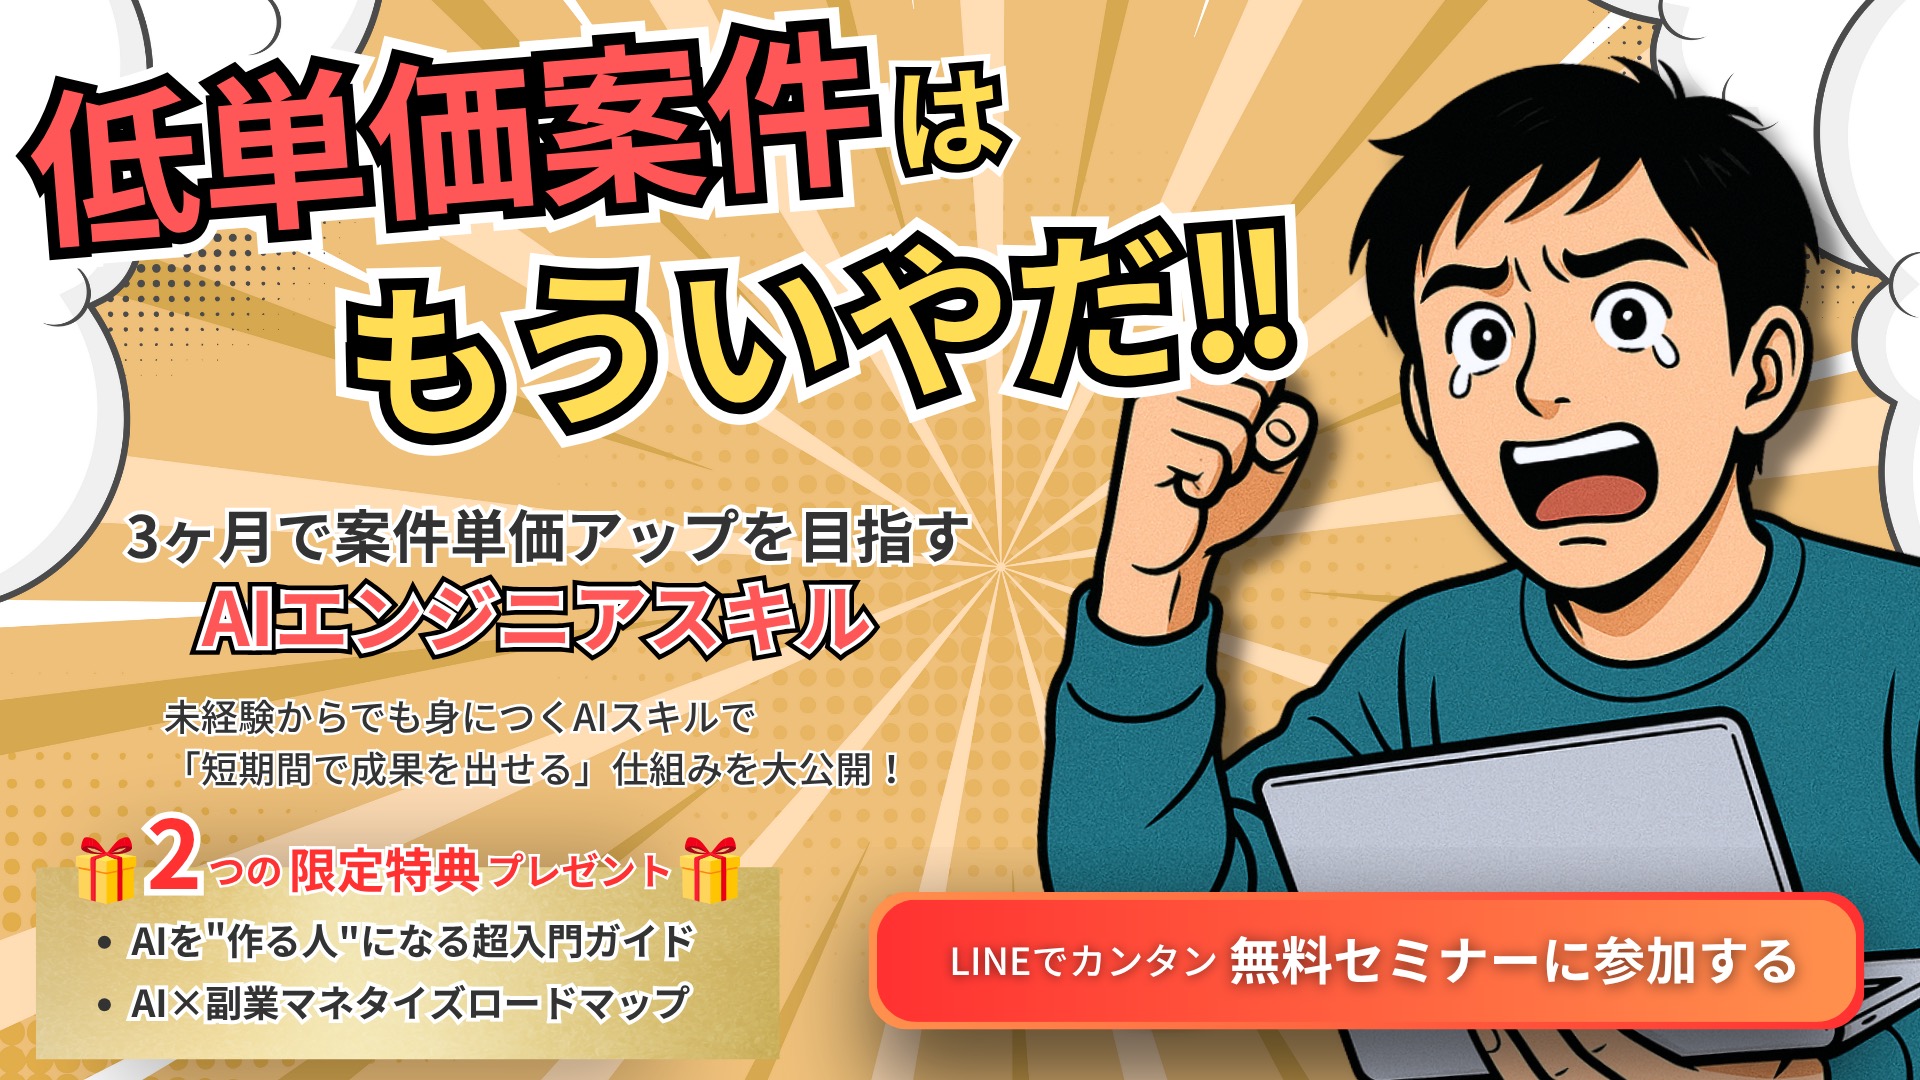 低単価案件は
もういやだ!!
3ヶ月で案件単価アップを目指す
AIエンジニアスキル
未経験からでも身につくAIスキルで
「短期間で成果を出せる」仕組みを大公開！
2つの限定特典プレゼント
• AIを"作る人"になる超入門ガイド
• AI×副業マネタイズロードマップ
LINEでカンタン 無料セミナーに参加する